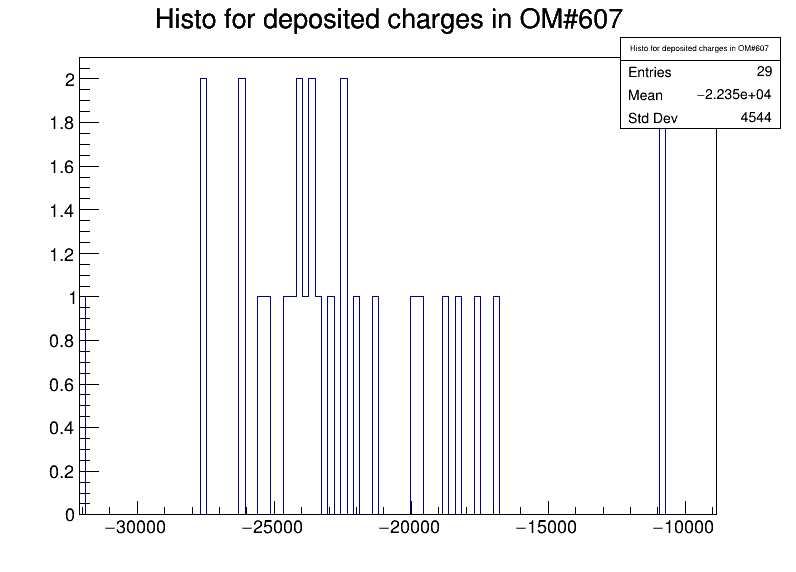 Histo for deposited charges in OM#607
Histo for deposited charges in OM#607
Entries 29
Mean −2.235e+04
Std Dev 4544
2
1.8
1.6
1.4
1.2
1
0.8
0.6
0.4
0.2
0
−30000 −25000 −20000 −15000 −10000